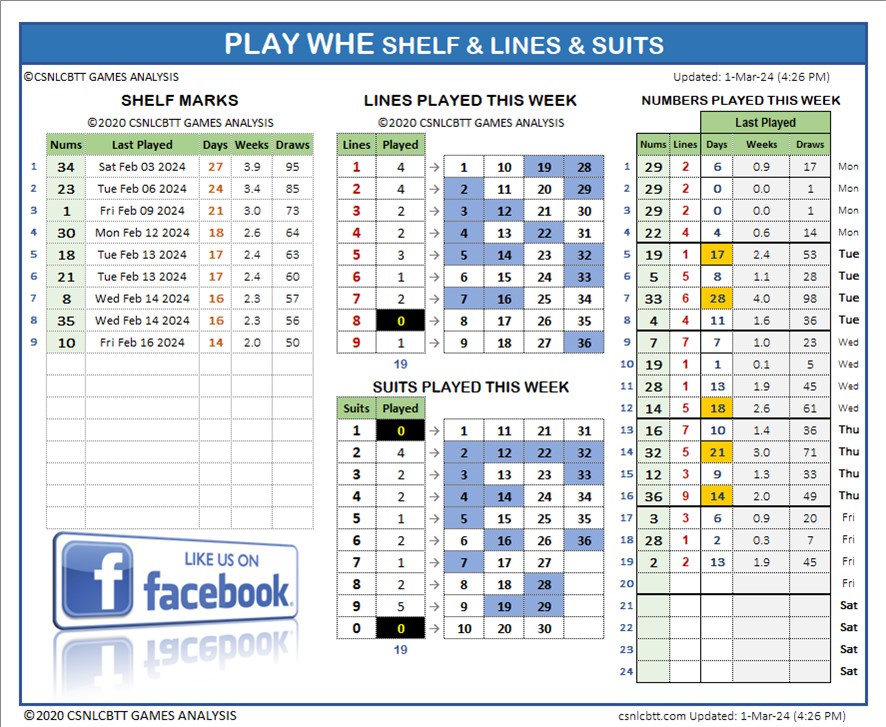 PLAY WHE SHELF & LINES & SUITS
©CSNLCBTT GAMES ANALYSIS
Updated: 1-Mar-24 (4:26 PM)
SHELF MARKS
©2020 CSNLCBTT GAMES ANALYSIS
Nums Last Played Days Weeks Draws
1 34 Sat Feb 03 2024 27 3.9 95
2 23 Tue Feb 06 2024 24 3.4 85
3 1 Fri Feb 09 2024 21 3.0 73
4 30 Mon Feb 12 2024 18 2.6 64
5 18 Tue Feb 13 2024 17 2.4 63
6 21 Tue Feb 13 2024 17 2.4 60
7 8 Wed Feb 14 2024 16 2.3 57
8 35 Wed Feb 14 2024 16 2.3 56
9 10 Fri Feb 16 2024 14 2.0 50
LIKE US ON
facebook.
LINES PLAYED THIS WEEK
©2020 CSNLCBTT GAMES ANALYSIS
Lines Played
1 4 → 1 10 19 28
2 4 → 2 11 20 29
3 2 → 3 12 21 30
4 2 → 4 13 22 31
5 3 → 5 14 23 32
6 1 → 6 15 24 33
7 2 → 7 16 25 34
8 0 → 8 17 26 35
9 1 → 9 18 27 36
19
SUITS PLAYED THIS WEEK
Suits Played
1 0 → 1 11 21 31
2 4 → 2 12 22 32
3 2 → 3 13 23 33
4 2 → 4 14 24 34
5 1 → 5 15 25 35
6 2 → 6 16 26 36
7 1 → 7 17 27
8 2 → 8 18 28
9 5 → 9 19 29
0 0 → 10 20 30
19
NUMBERS PLAYED THIS WEEK
Last Played
Nums Lines Days Weeks Draws
1 29 2 6 0.9 17 Mon
2 29 2 0 0.0 1 Mon
3 29 2 0 0.0 1 Mon
4 22 4 4 0.6 14 Mon
5 19 1 17 2.4 53 Tue
6 5 5 8 1.1 28 Tue
7 33 6 28 4.0 98 Tue
8 4 4 11 1.6 36 Tue
9 7 7 7 1.0 23 Wed
10 19 1 1 0.1 5 Wed
11 28 1 13 1.9 45 Wed
12 14 5 18 2.6 61 Wed
13 16 7 10 1.4 36 Thu
14 32 5 21 3.0 71 Thu
15 12 3 9 1.3 33 Thu
16 36 9 14 2.0 49 Thu
17 3 3 6 0.9 20 Fri
18 28 1 2 0.3 7 Fri
19 2 2 13 1.9 45 Fri
20 Fri
21 Sat
22 Sat
23 Sat
24 Sat
©2020 CSNLCBTT GAMES ANALYSIS
csnlcbtt.com Updated: 1-Mar-24 (4:26 PM)